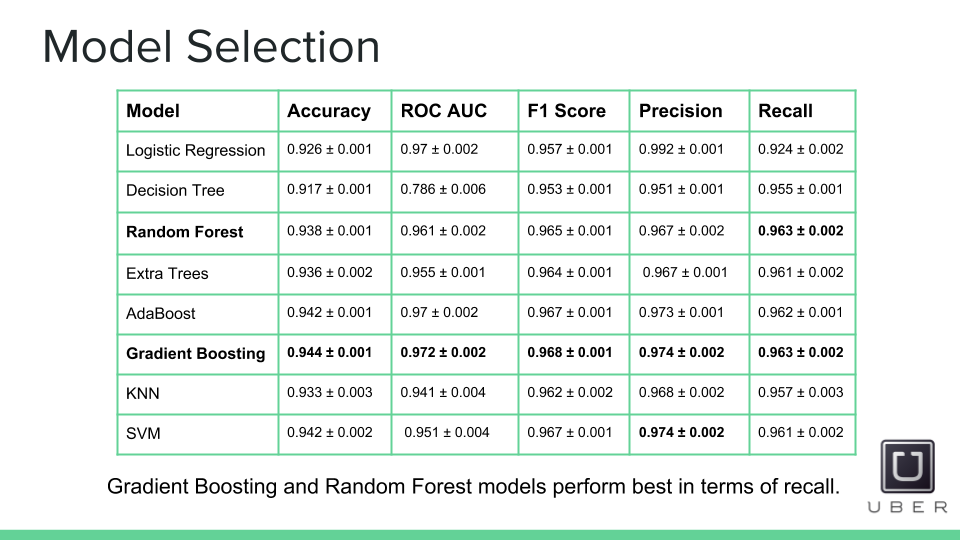 Model Selection
Model Accuracy ROC AUC F1 Score Precision Recall
Logistic Regression 0.926 ± 0.001 0.97 ± 0.002 0.957 ± 0.001 0.992 ± 0.001 0.924 ± 0.002
Decision Tree 0.917 ± 0.001 0.786 ± 0.006 0.953 ± 0.001 0.951 ± 0.001 0.955 ± 0.001
Random Forest 0.938 ± 0.001 0.961 ± 0.002 0.965 ± 0.001 0.967 ± 0.002 0.963 ± 0.002
Extra Trees 0.936 ± 0.002 0.955 ± 0.001 0.964 ± 0.001 0.967 ± 0.001 0.961 ± 0.002
AdaBoost 0.942 ± 0.001 0.97 ± 0.002 0.967 ± 0.001 0.973 ± 0.001 0.962 ± 0.001
Gradient Boosting 0.944 ± 0.001 0.972 ± 0.002 0.968 ± 0.001 0.974 ± 0.002 0.963 ± 0.002
KNN 0.933 ± 0.003 0.941 ± 0.004 0.962 ± 0.002 0.968 ± 0.002 0.957 ± 0.003
SVM 0.942 ± 0.002 0.951 ± 0.004 0.967 ± 0.001 0.974 ± 0.002 0.961 ± 0.002
Gradient Boosting and Random Forest models perform best in terms of recall.
U
UBER